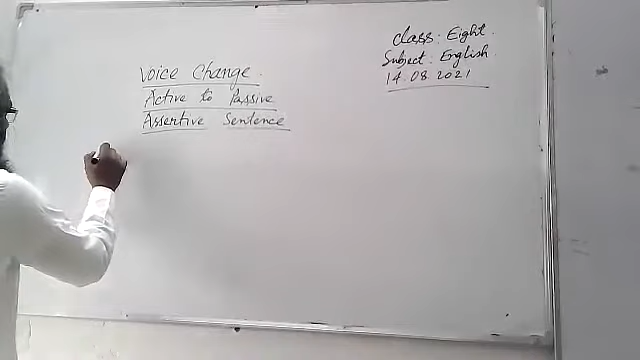 Class : Eight.
Subject : English.
14.08.2021
Voice Change.
Active to Passive
Assertive Sentence